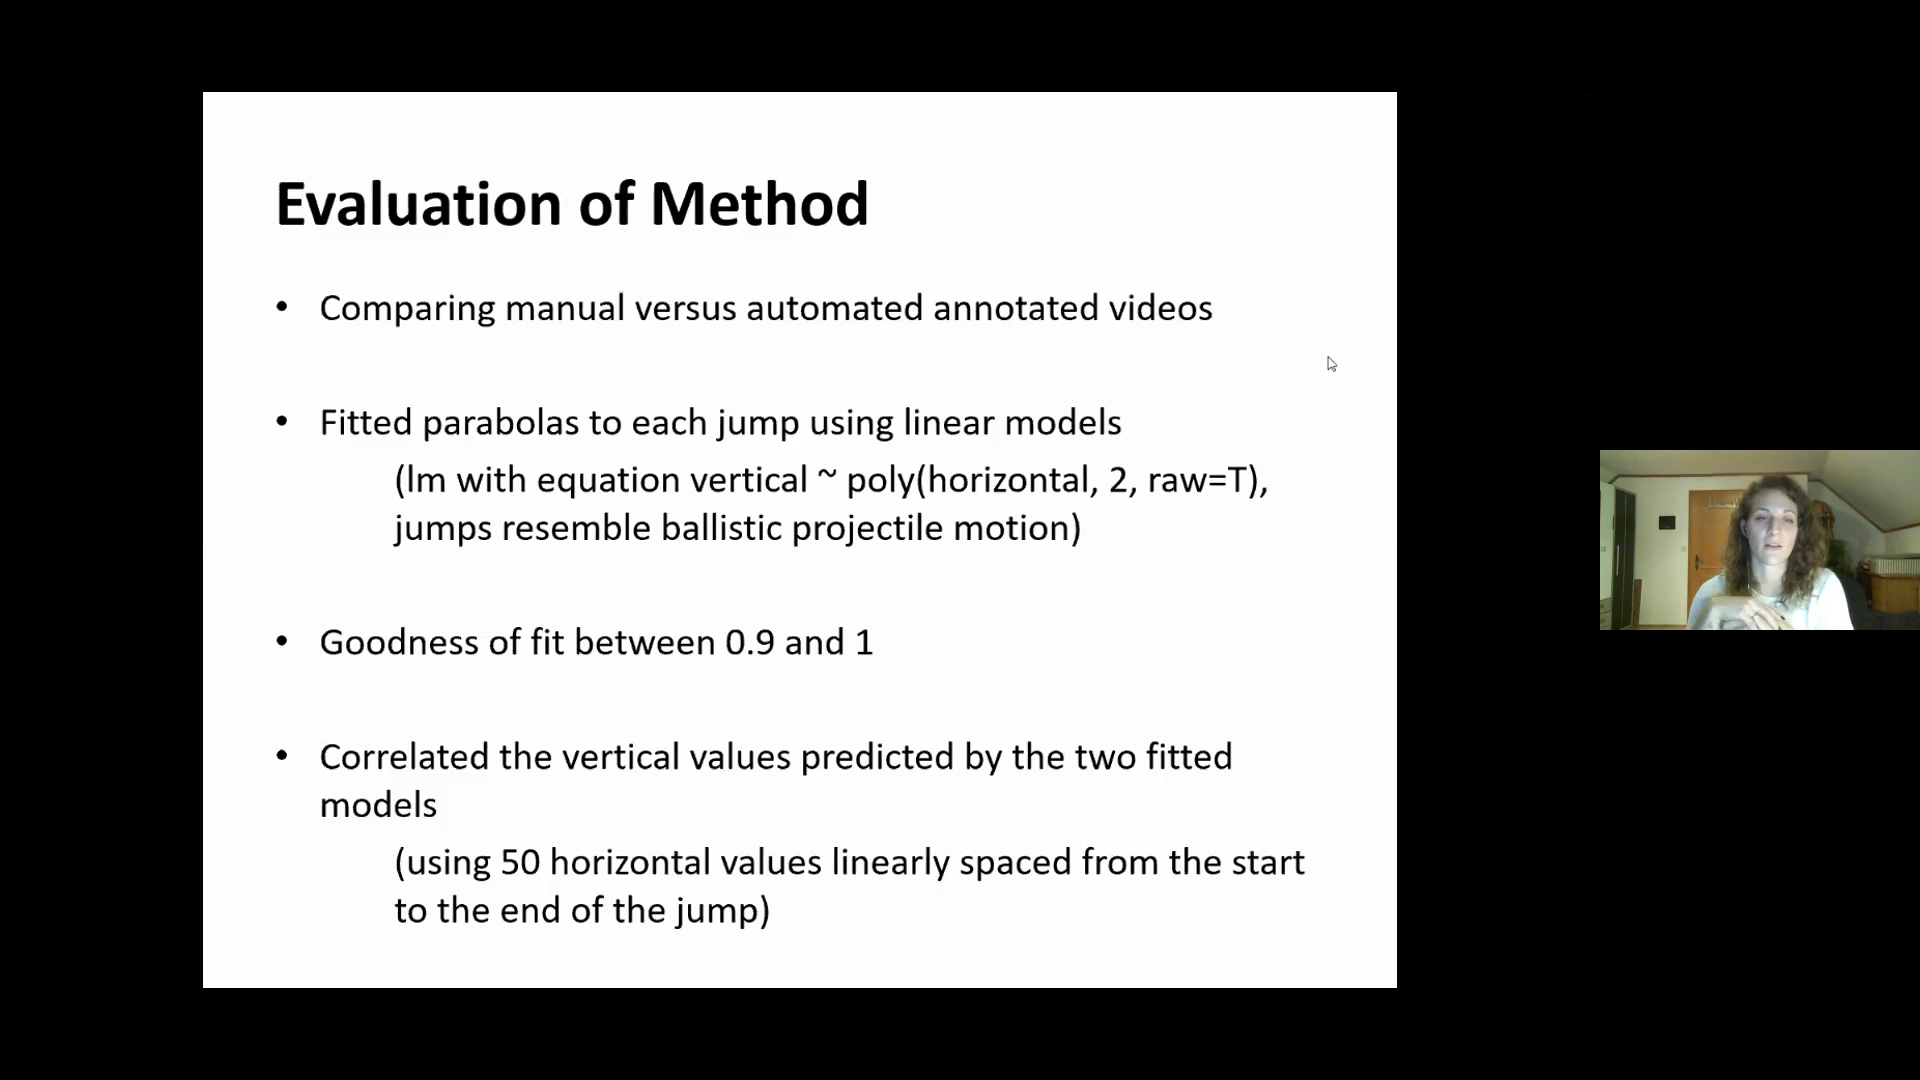 Evaluation of Method
• Comparing manual versus automated annotated videos
• Fitted parabolas to each jump using linear models
(lm with equation vertical ~ poly(horizontal, 2, raw=T),
jumps resemble ballistic projectile motion)
• Goodness of fit between 0.9 and 1
• Correlated the vertical values predicted by the two fitted
models
(using 50 horizontal values linearly spaced from the start
to the end of the jump)